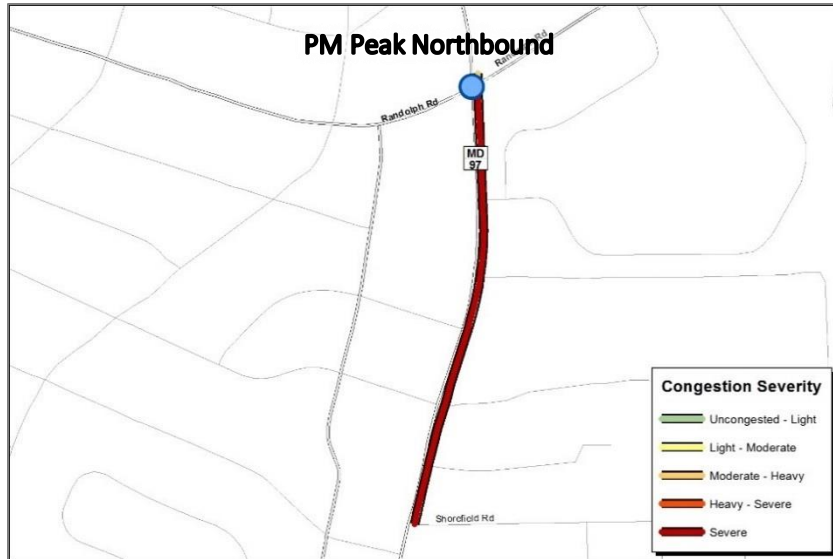 PM Peak Northbound
Randolph Rd
MD
97
Shorefield Rd
Congestion Severity
Uncongested - Light
Light - Moderate
Moderate - Heavy
Heavy - Severe
Severe